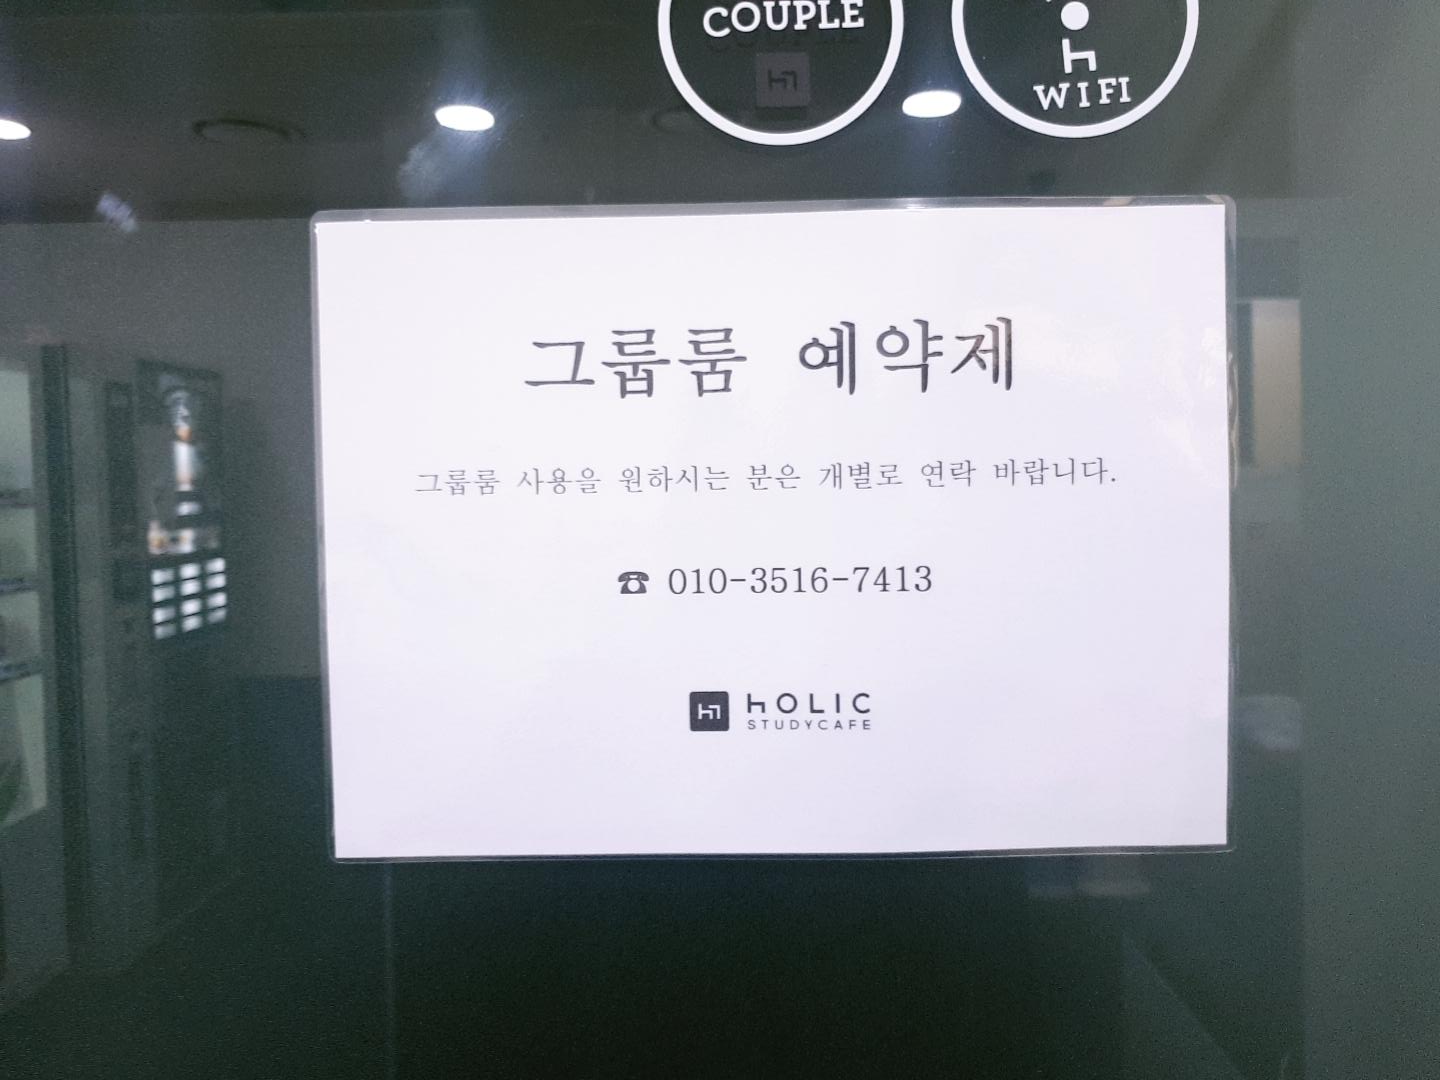 COUPLE
WIFI
그룹룸 예약제
그룹룸 사용을 원하시는 분은 개별로 연락 바랍니다.
☎ 010-3516-7413
HOLIC
STUDYCAFE